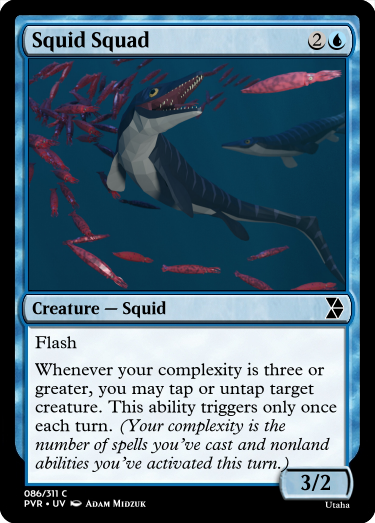 Squid Squad
2
Creature — Squid
Flash
Whenever your complexity is three or
greater, you may tap or untap target
creature. This ability triggers only once
each turn. (Your complexity is the
number of spells you've cast and nonland
abilities you've activated this turn.)
3/2
086/311 C
PVR • UV Adam Midzuk
Utaha